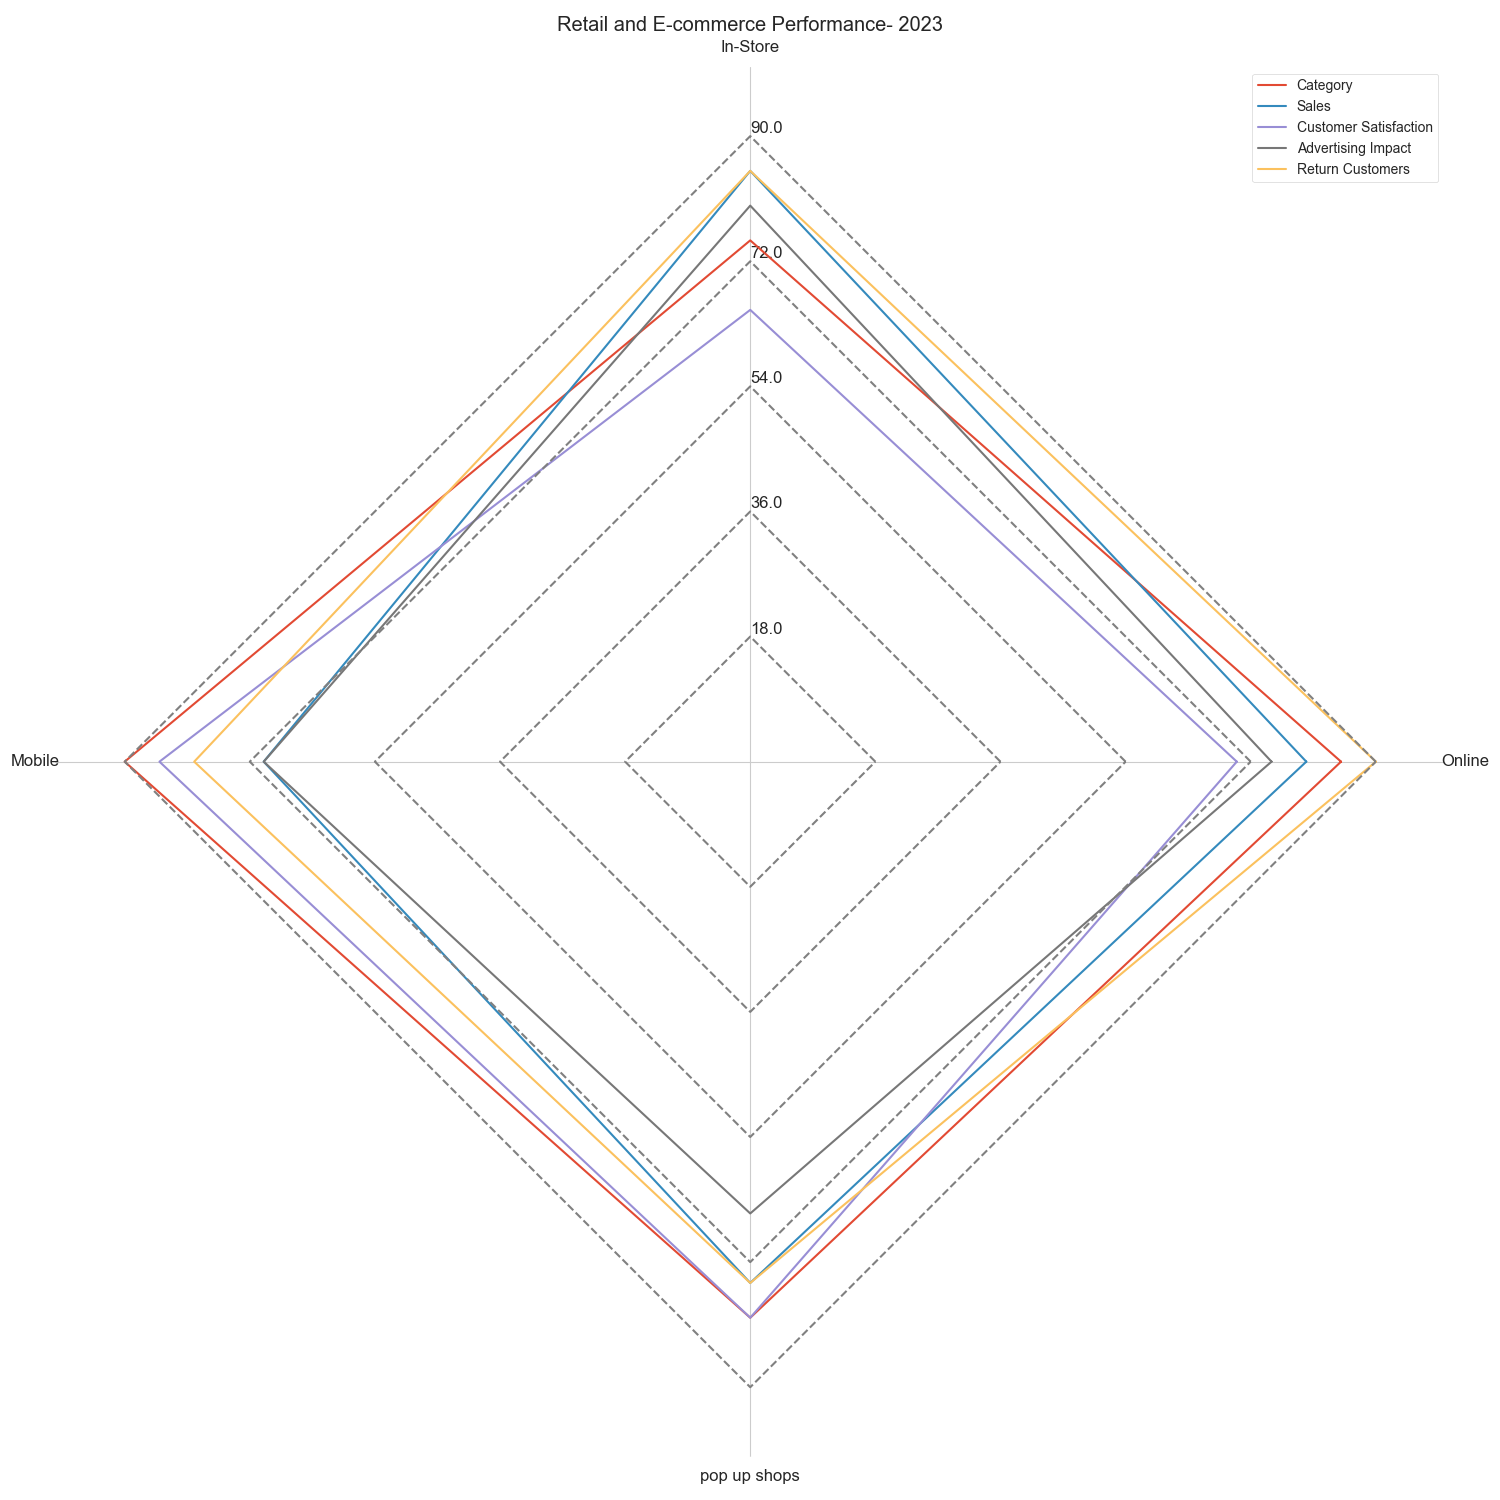 Retail and E-commerce Performance- 2023
In-Store
Category
Sales
Customer Satisfaction
Advertising Impact
Return Customers
90.0
72.0
54.0
36.0
18.0
Mobile
Online
pop up shops